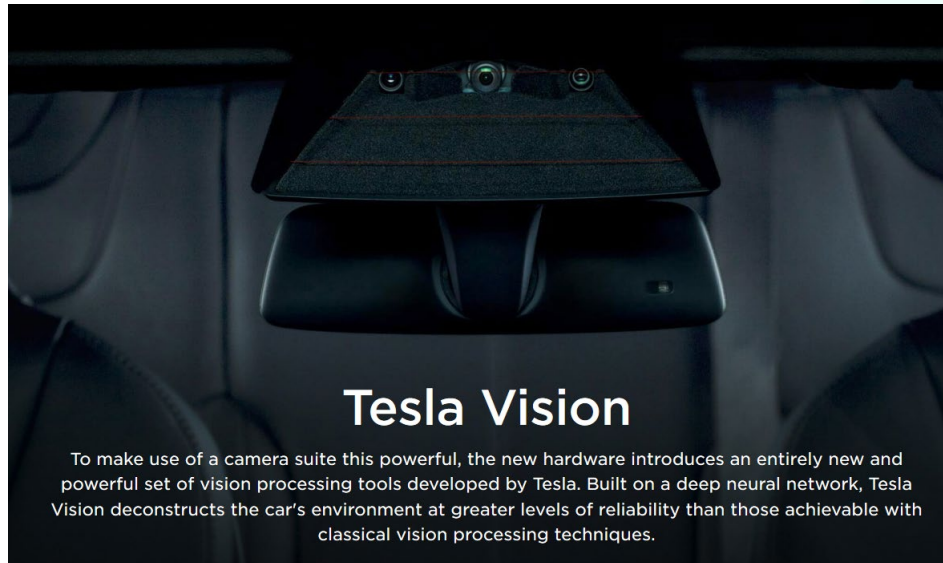 Tesla Vision
To make use of a camera suite this powerful, the new hardware introduces an entirely new and
powerful set of vision processing tools developed by Tesla. Built on a deep neural network, Tesla
Vision deconstructs the car's environment at greater levels of reliability than those achievable with
classical vision processing techniques.